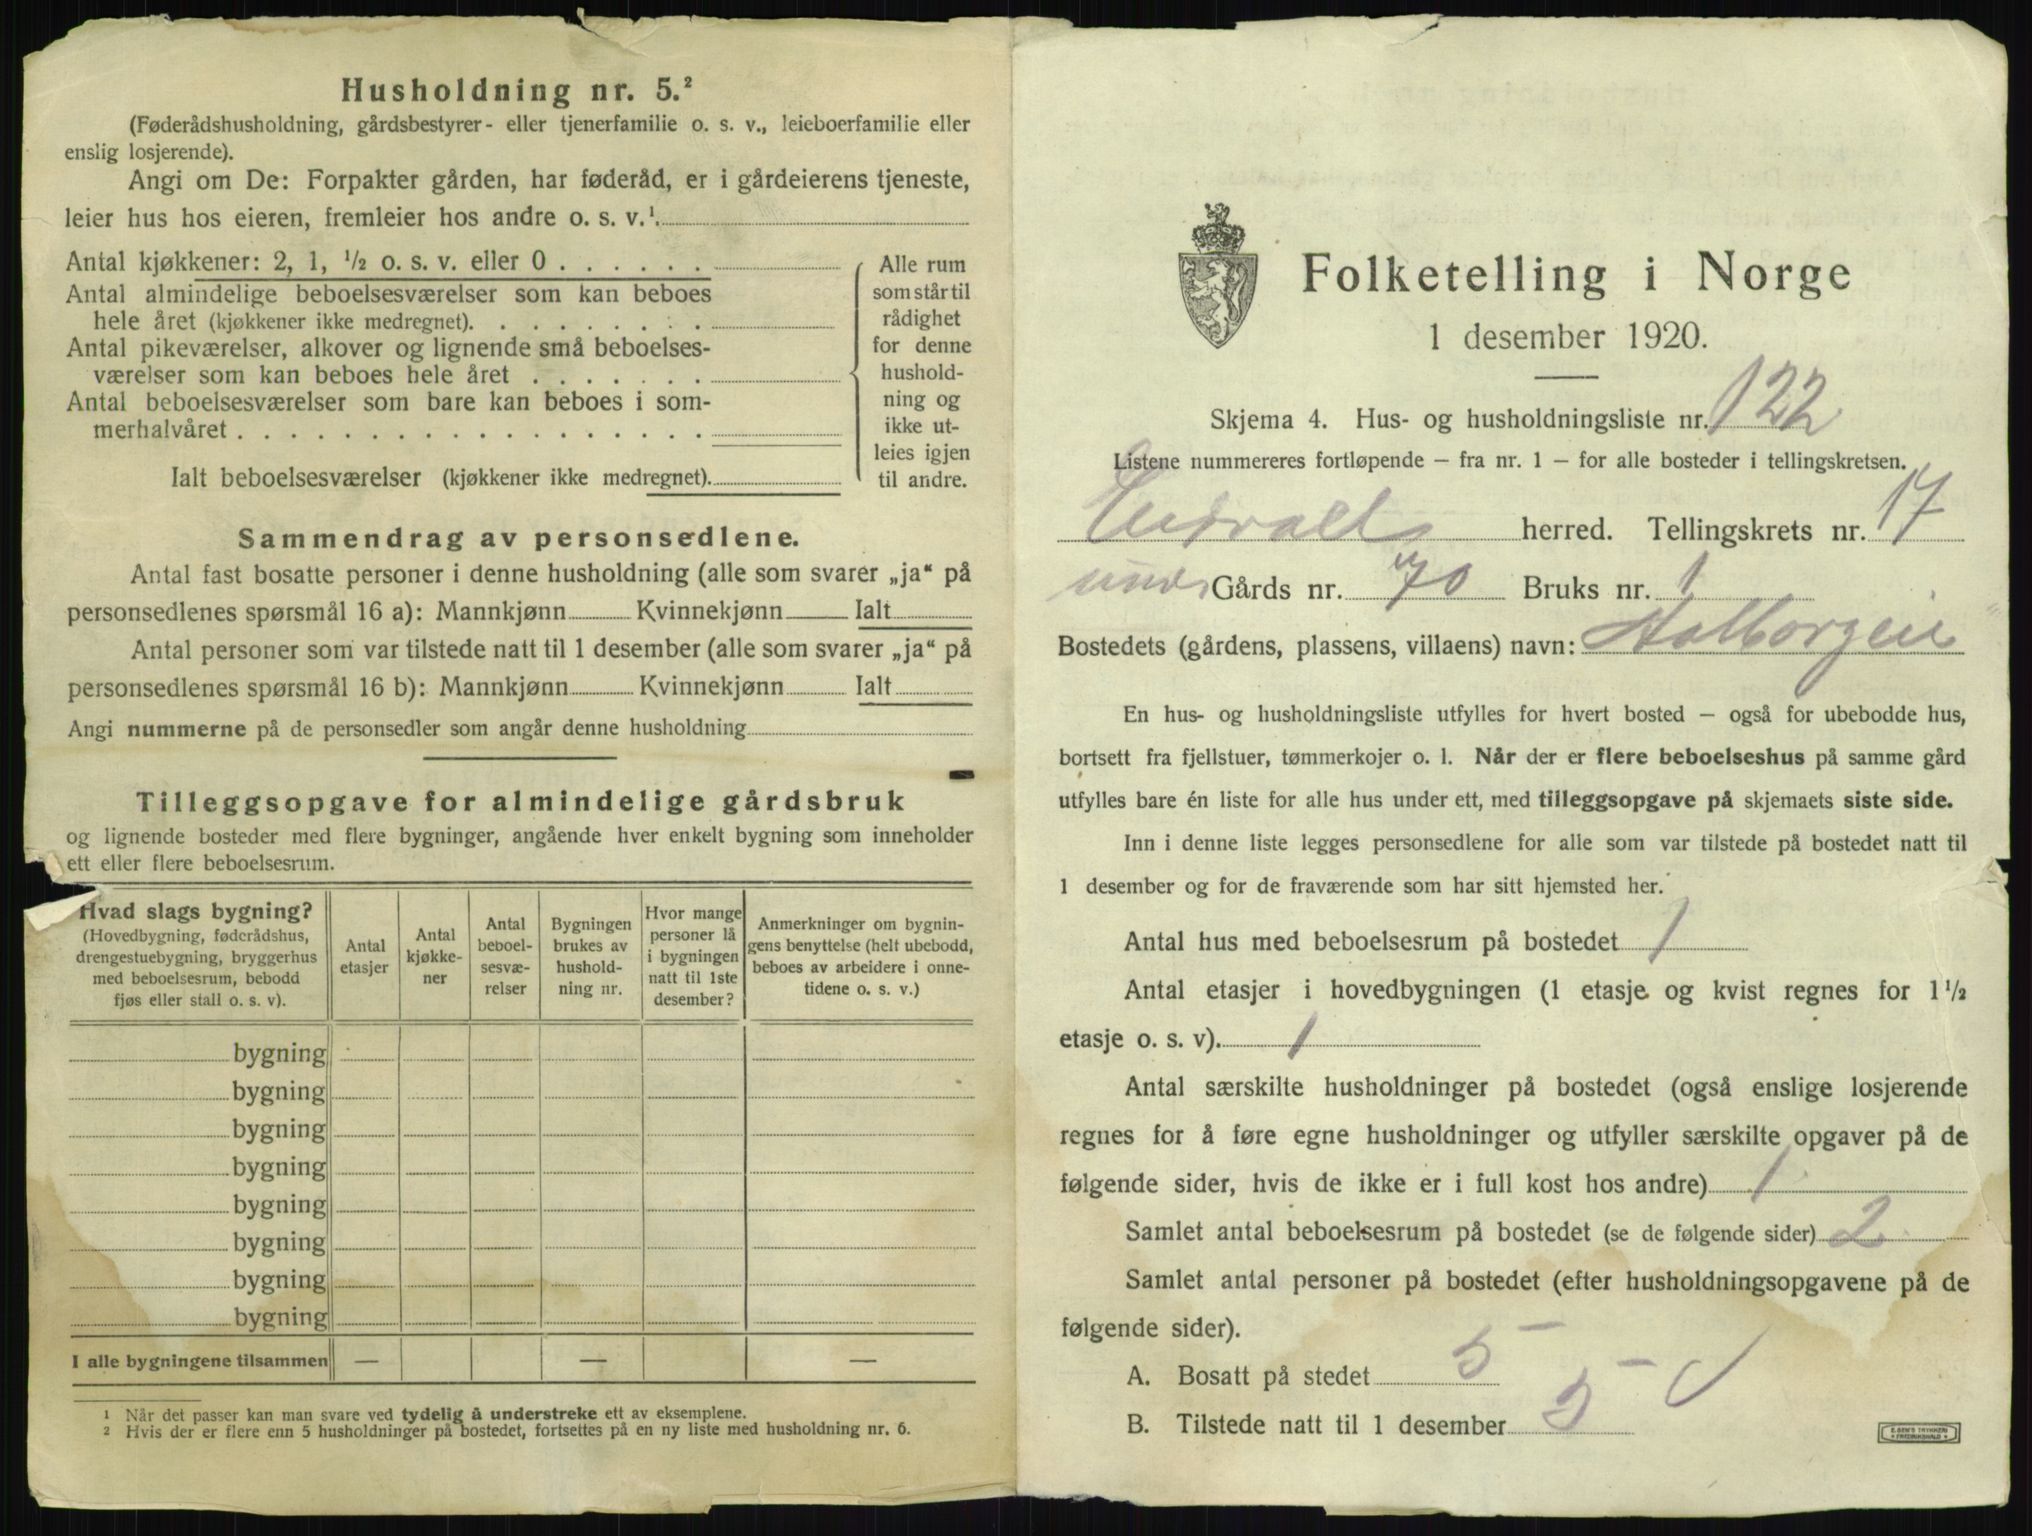 Husholdning nr. 5.²
(Føderådshusholdning, gårdsbestyrer- eller tjenerfamilie o. s. v., leieboerfamilie eller
enslig losjerende).
Angi om De: Forpakter gården, har føderåd, er i gårdeierens tjeneste,
leier hus hos eieren, fremleier hos andre o. s. v.¹
Antal kjøkkener: 2, 1, ½ o. s. v. eller 0 . . . . . .
Antal almindelige beboelsesværelser som kan beboes
hele året (kjøkkener ikke medregnet). . . . . . . . .
Antal pikeværelser, alkover og lignende små beboelses-
værelser som kan beboes hele året . . . . . . .
Antal beboelsesværelser som bare kan beboes i som-
merhalvåret . . . . . . . . . . . . . . . . . .
Ialt beboelsesværelser (kjøkkener ikke medregnet).
Alle rum
som står til
rådighet
for denne
hushold-
ning og
ikke ut-
leies igjen
til andre.
Sammendrag av personsedlene.
Antal fast bosatte personer i denne husholdning (alle som svarer „ja“ på
personsedlenes spørsmål 16 a): Mannkjønn Kvinnekjønn Ialt
Antal personer som var tilstede natt til 1 desember (alle som svarer „ja“ på
personsedlenes spørsmål 16 b): Mannkjønn Kvinnekjønn Ialt
Angi nummerne på de personsedler som angår denne husholdning
Tilleggsopgave for almindelige gårdsbruk
og lignende bosteder med flere bygninger, angående hver enkelt bygning som inneholder
ett eller flere beboelsesrum.
Hvad slags bygning?
(Hovedbygning, føderådshus,
drengestuebygning, bryggerhus
med beboelsesrum, bebodd
fjøs eller stall o. s. v).
Antal
etasjer
Antal
kjøkke-
ner
Antal
beboel-
sesvæ-
relser
Bygningen
brukes av
hushold-
ning nr.
Hvor mange
personer lå
i bygningen
natt til 1ste
desember?
Anmerkninger om bygnin-
gens benyttelse (helt ubebodd,
beboes av arbeidere i onne-
tidene o. s. v.)
bygning
bygning
bygning
bygning
bygning
bygning
bygning
bygning
I alle bygningene tilsammen — — —
¹ Når det passer kan man svare ved tydelig å understreke ett av eksemplene.
² Hvis der er flere enn 5 husholdninger på bostedet, fortsettes på en ny liste med husholdning nr. 6.
Folketelling i Norge
1 desember 1920.
Skjema 4. Hus- og husholdningsliste nr. 122
Listene nummereres fortløpende — fra nr. 1 — for alle bosteder i tellingskretsen.
Eidsvoll herred. Tellingskrets nr. 17
under Gårds nr. 70 Bruks nr. 1
Bostedets (gårdens, plassens, villaens) navn:
En hus- og husholdningsliste utfylles for hvert bosted — også for ubebodde hus,
bortsett fra fjellstuer, tømmerkojer o. l. Når der er flere beboelseshus på samme gård
utfylles bare én liste for alle hus under ett, med tilleggsopgave på skjemaets siste side.
Inn i denne liste legges personsedlene for alle som var tilstede på bostedet natt til
1 desember og for de fraværende som har sitt hjemsted her.
Antal hus med beboelsesrum på bostedet 1
Antal etasjer i hovedbygningen (1 etasje og kvist regnes for 1½
etasje o. s. v). 1
Antal særskilte husholdninger på bostedet (også enslige losjerende
regnes for å føre egne husholdninger og utfyller særskilte opgaver på de
følgende sider, hvis de ikke er i full kost hos andre) 1
Samlet antal beboelsesrum på bostedet (se de følgende sider) 2
Samlet antal personer på bostedet (efter husholdningsopgavene på de
følgende sider).
A. Bosatt på stedet 5
B. Tilstede natt til 1 desember 5
E. SEM'S TRYKKERI
FREDRIKSHALD